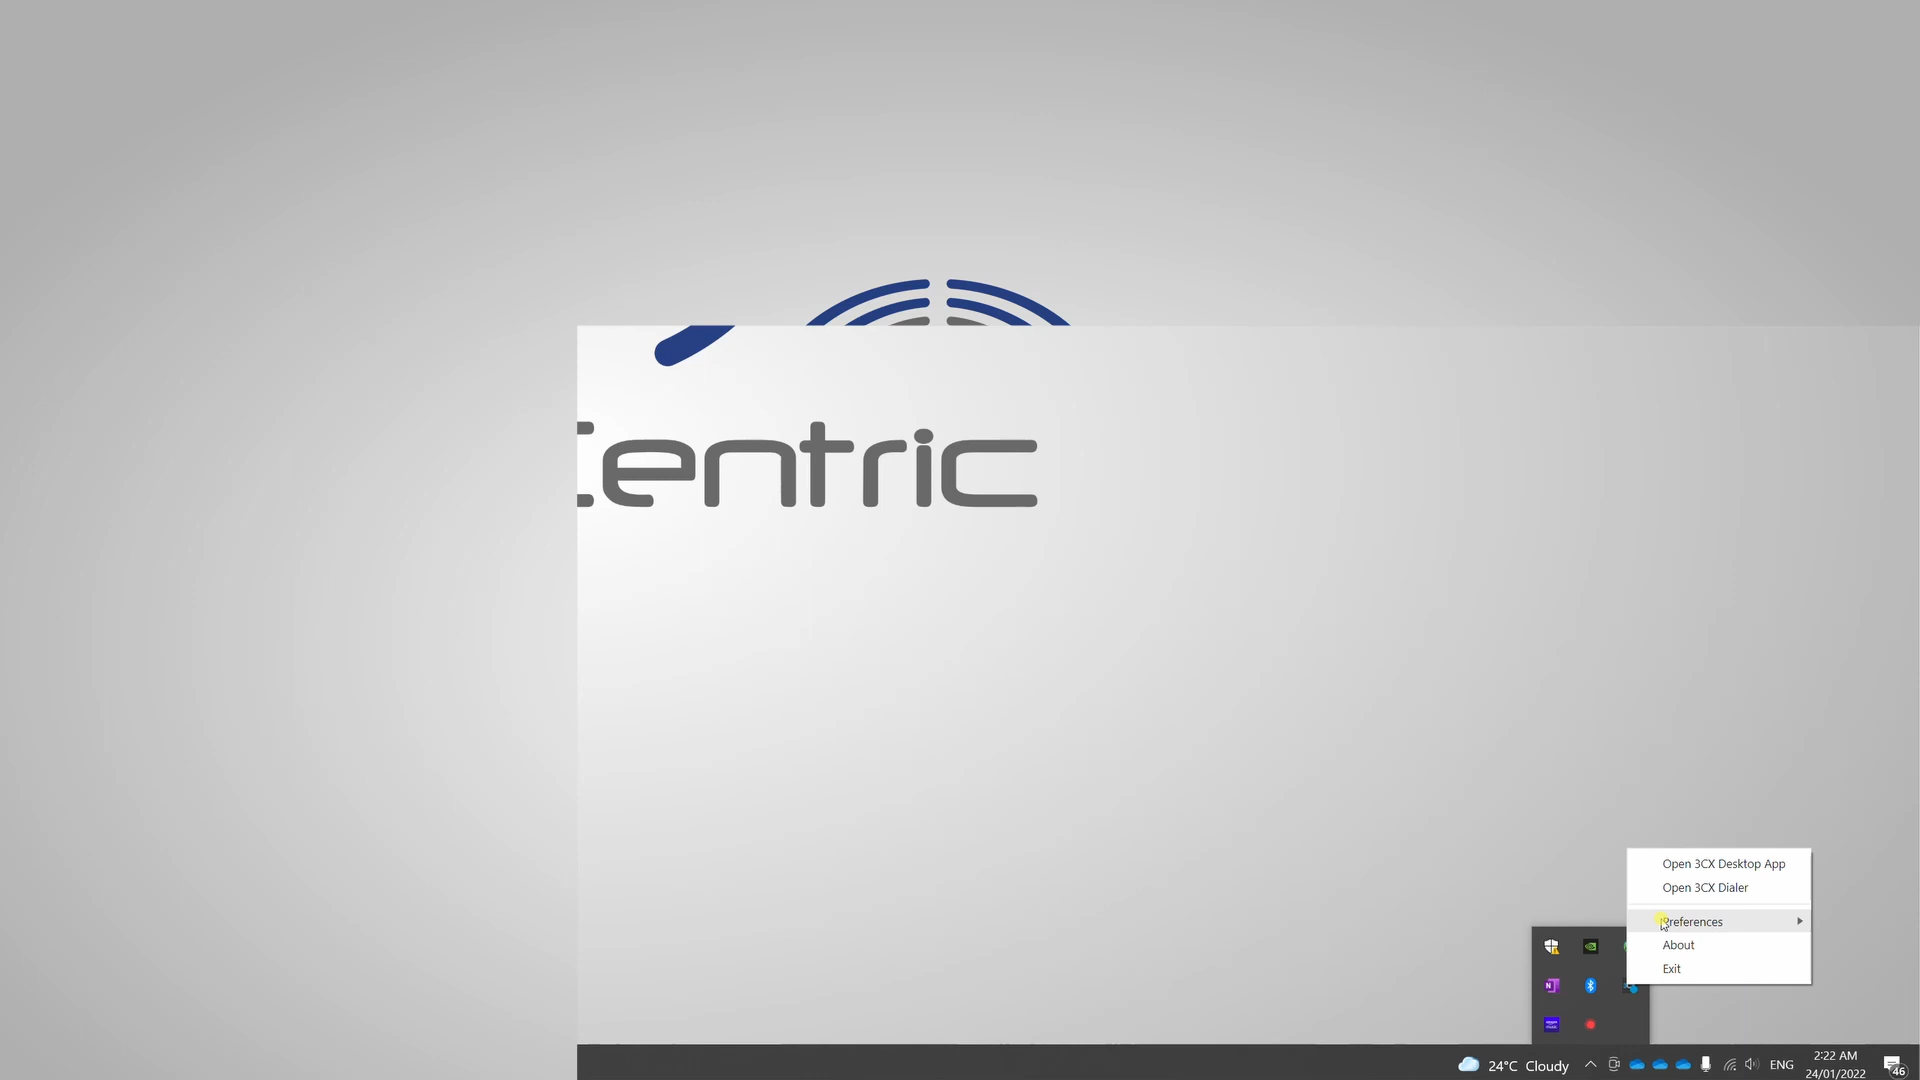 Centric
Open 3CX Desktop App
Open 3CX Dialer
Preferences
About
Exit
24°C Cloudy
ENG
2:22 AM
24/01/2022
46